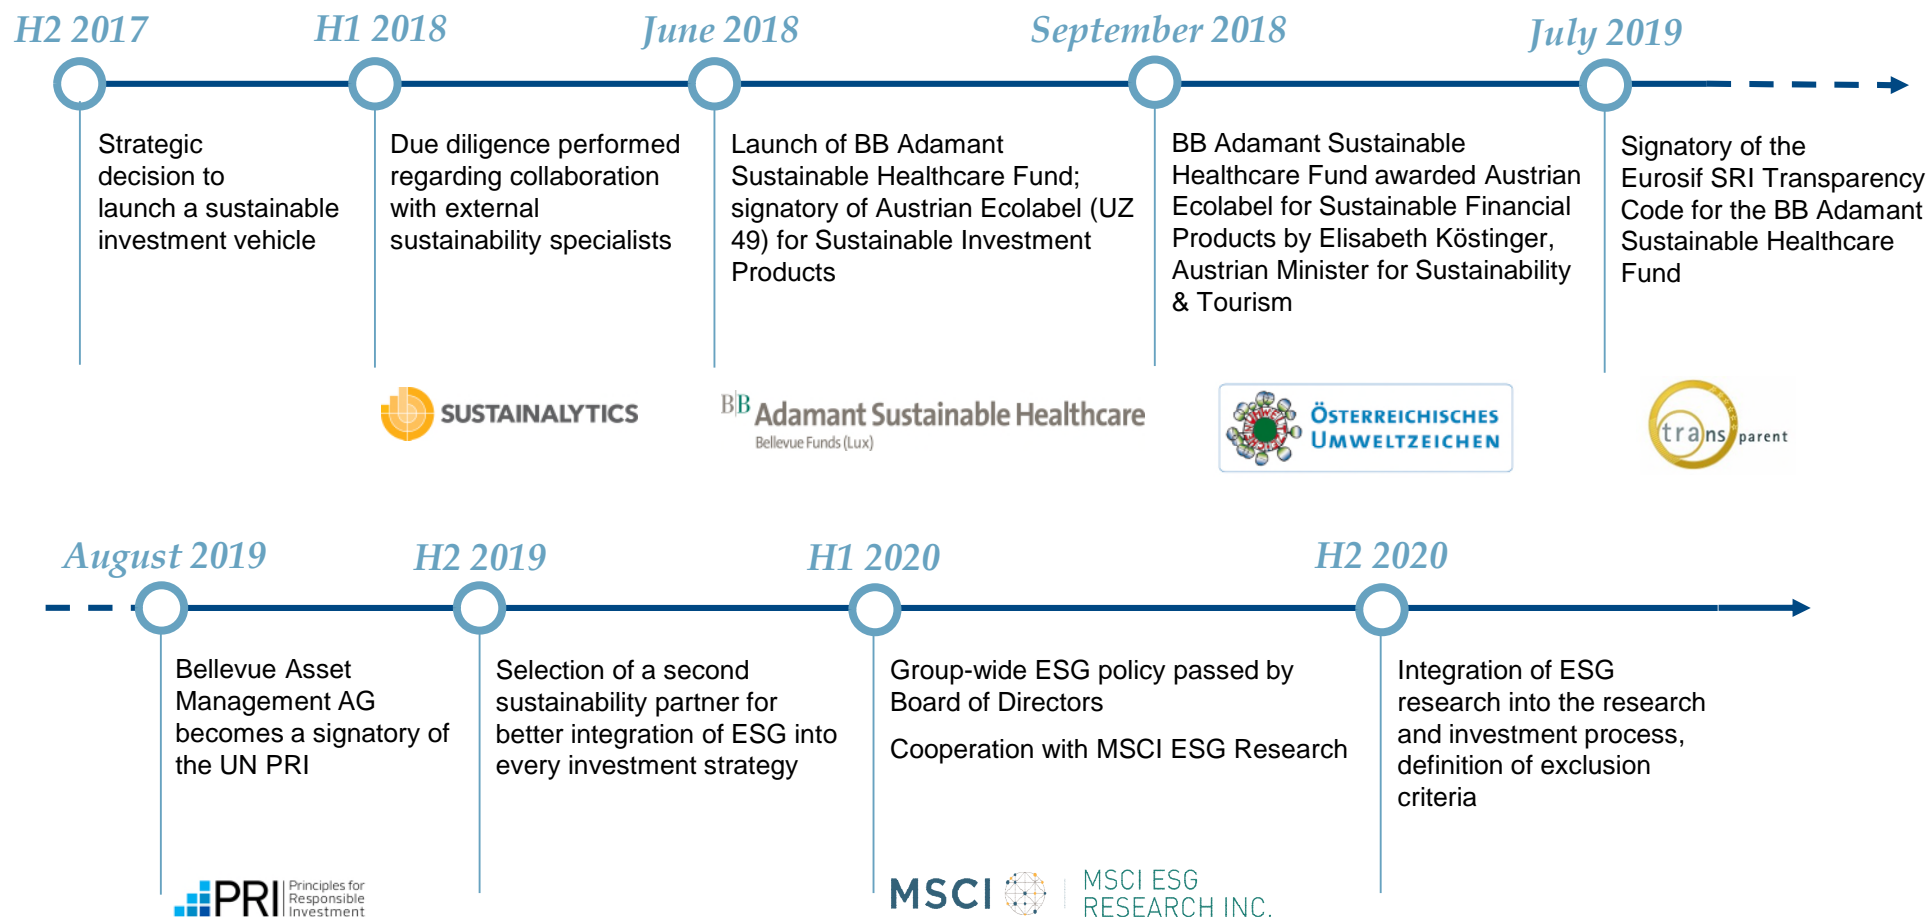 H2 2017
Strategic
decision to
launch a sustainable
investment vehicle
H1 2018
Due diligence performed
regarding collaboration
with external
sustainability specialists
SUSTAINALYTICS
June 2018
Launch of BB Adamant
Sustainable Healthcare Fund;
signatory of Austrian Ecolabel (UZ
49) for Sustainable Investment
Products
B|B Adamant Sustainable Healthcare
Bellevue Funds (Lux)
September 2018
BB Adamant Sustainable
Healthcare Fund awarded Austrian
Ecolabel for Sustainable Financial
Products by Elisabeth Köstinger,
Austrian Minister for Sustainability
& Tourism
ÖSTERREICHISCHES
UMWELTZEICHEN
July 2019
Signatory of the
Eurosif SRI Transparency
Code for the BB Adamant
Sustainable Healthcare
Fund
transparent
August 2019
Bellevue Asset
Management AG
becomes a signatory of
the UN PRI
PRI
Principles for
Responsible
Investment
H2 2019
Selection of a second
sustainability partner for
better integration of ESG into
every investment strategy
H1 2020
Group-wide ESG policy passed by
Board of Directors
Cooperation with MSCI ESG Research
MSCI
MSCI ESG
RESEARCH INC.
H2 2020
Integration of ESG
research into the research
and investment process,
definition of exclusion
criteria